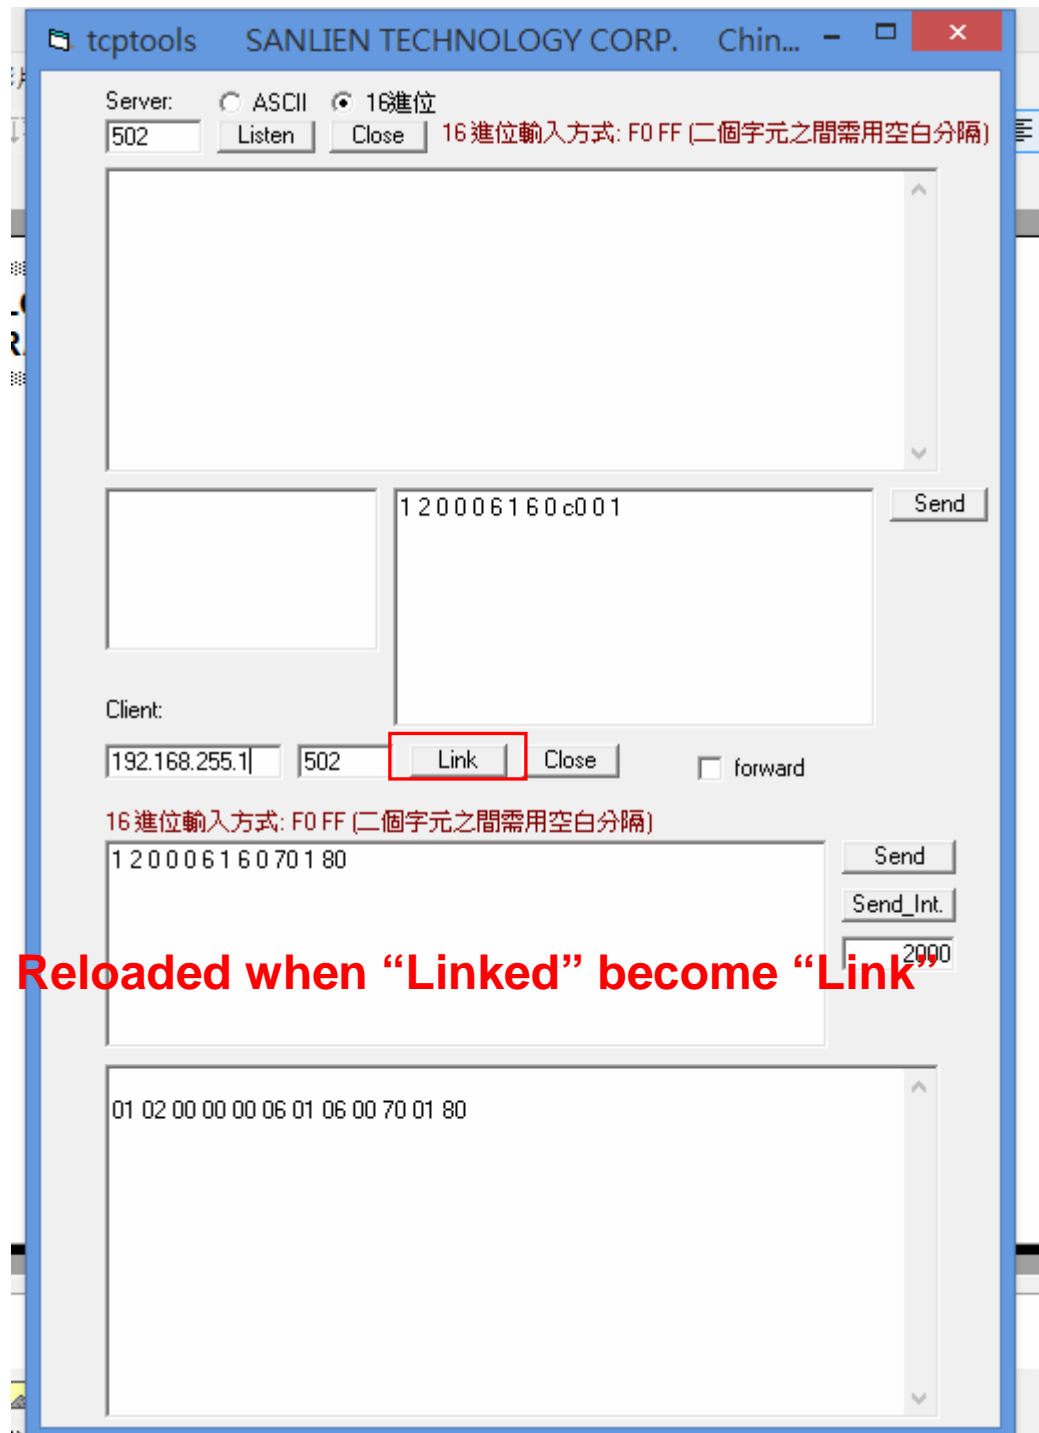 tcptools SANLIEN TECHNOLOGY CORP. Chin...
Server: ASCII 16進位
502 Listen Close 16 進位輸入方式: F0 FF (二個字元之間需用空白分隔)
1 2 0 0 0 6 1 6 0 c0 0 1 Send
Client:
192.168.255.1 502 Link Close forward
16 進位輸入方式: F0 FF (二個字元之間需用空白分隔)
1 2 0 0 0 6 1 6 0 70 1 80 Send
Send_Int.
2000
Reloaded when “Linked” become “Link”
01 02 00 00 00 06 01 06 00 70 01 80